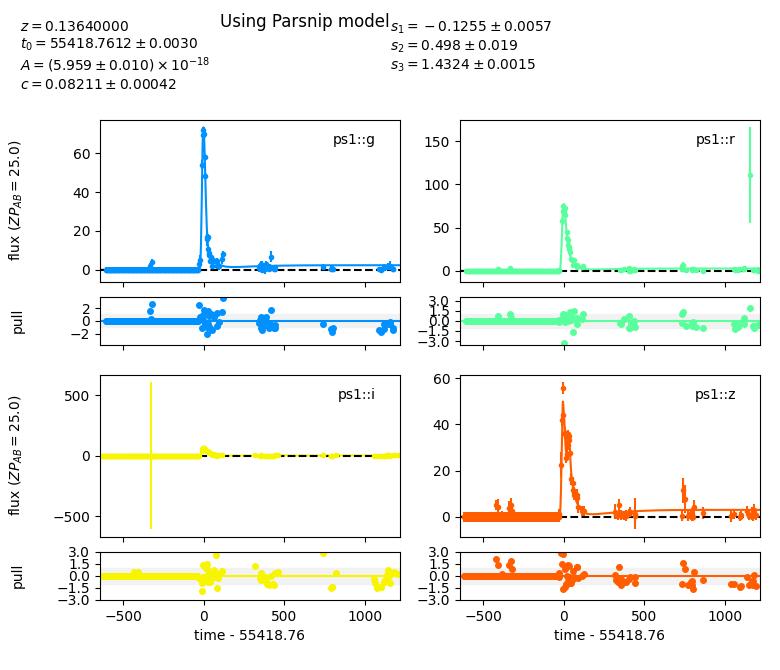 Using Parsnip model
z = 0.13640000
t₀ = 55418.7612 ± 0.0030
A = (5.959 ± 0.010) × 10⁻¹⁸
c = 0.08211 ± 0.00042
s₁ = −0.1255 ± 0.0057
s₂ = 0.498 ± 0.019
s₃ = 1.4324 ± 0.0015
flux (ZP_AB = 25.0)
60
40
20
0
ps1::g
150
100
50
0
ps1::r
pull
2
0
−2
3.0
1.5
0.0
−1.5
−3.0
flux (ZP_AB = 25.0)
500
0
−500
ps1::i
60
40
20
0
ps1::z
pull
3.0
1.5
0.0
−1.5
−3.0
3.0
1.5
0.0
−1.5
−3.0
−500 0 500 1000
−500 0 500 1000
time - 55418.76
time - 55418.76